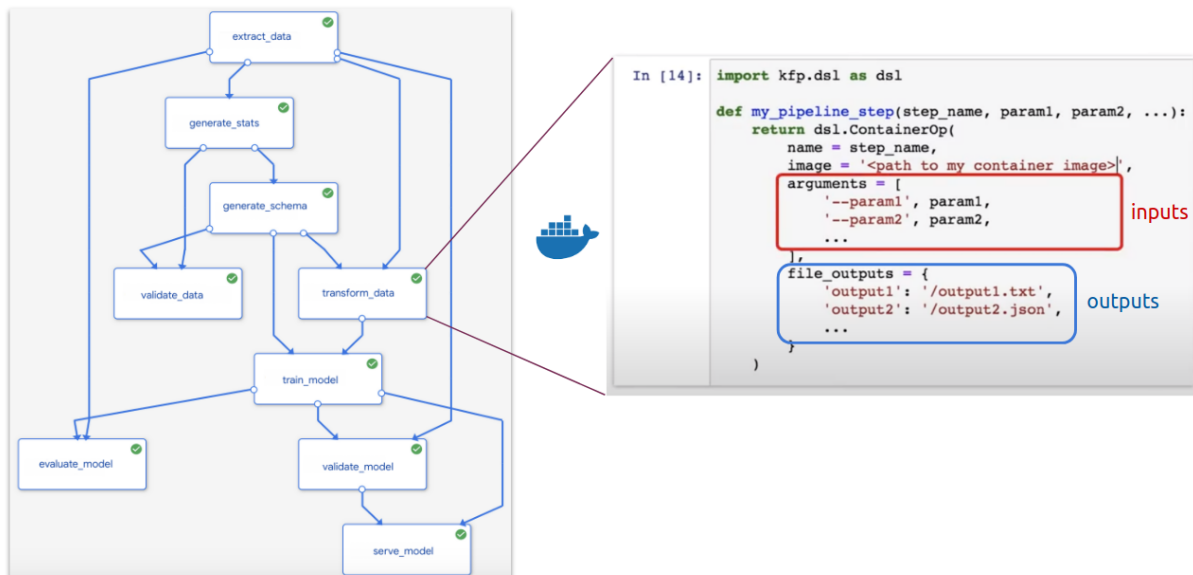 extract_data
generate_stats
generate_schema
validate_data
transform_data
train_model
evaluate_model
validate_model
serve_model
In [14]: import kfp.dsl as dsl
def my_pipeline_step(step_name, param1, param2, ...):
return dsl.ContainerOp(
name = step_name,
image = '<path to my container image>',
arguments = [
'--param1', param1,
'--param2', param2,
...
],
file_outputs = {
'output1': '/output1.txt',
'output2': '/output2.json',
...
}
)
inputs
outputs